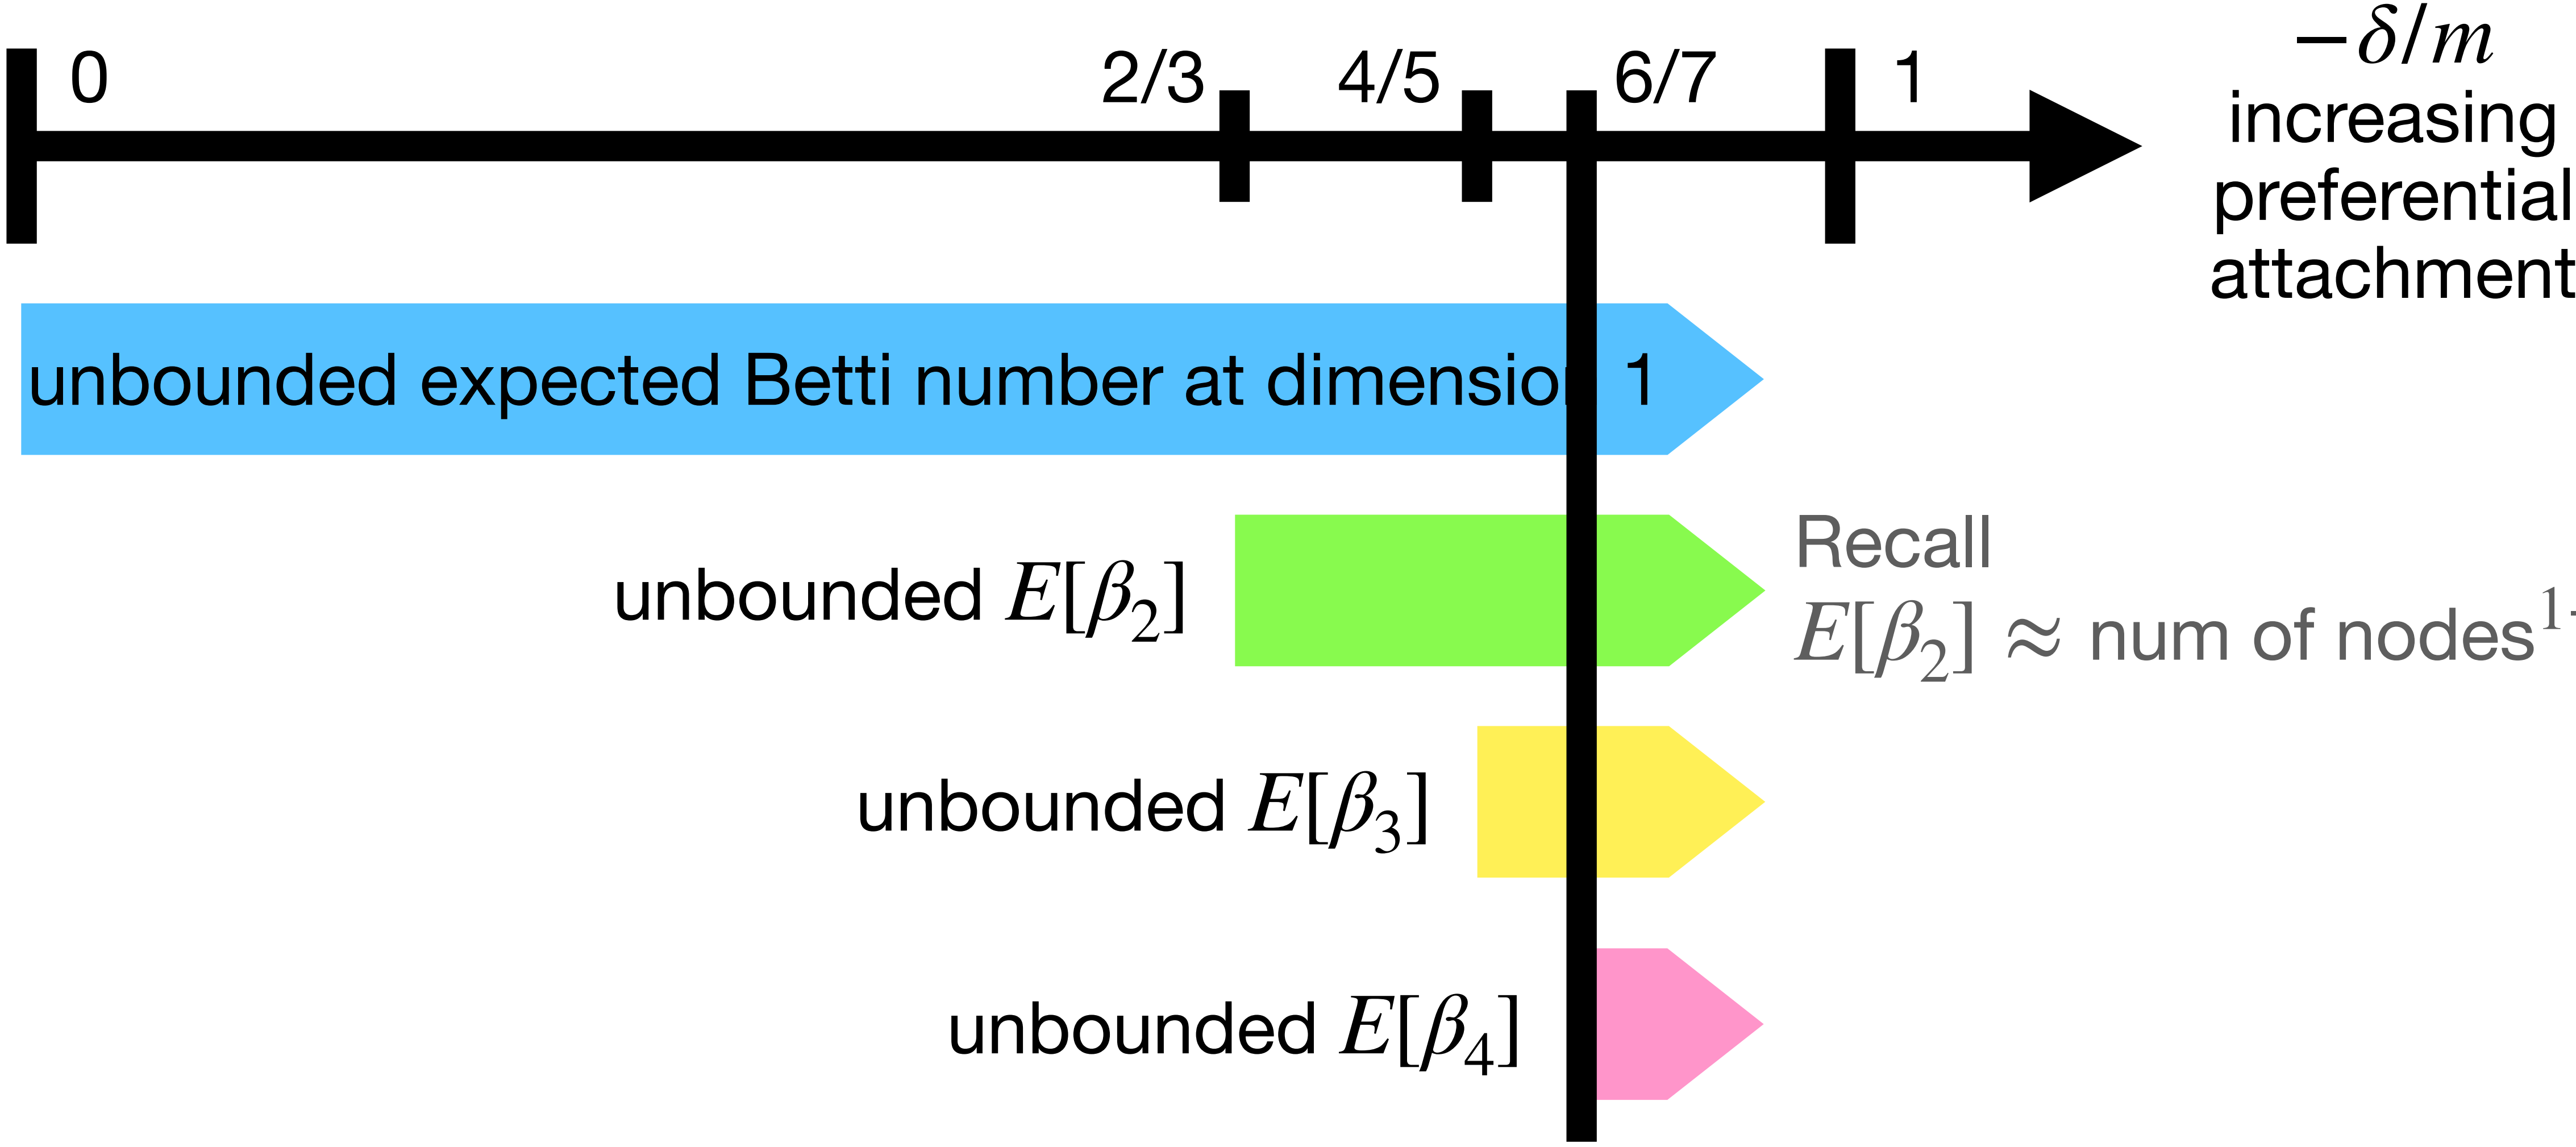 0 2/3 4/5 6/7 1
−δ/m
increasing
preferential
attachment
unbounded expected Betti number at dimension 1
unbounded E[β₂]
Recall
E[β₂] ≈ num of nodes¹⁻
unbounded E[β₃]
unbounded E[β₄]